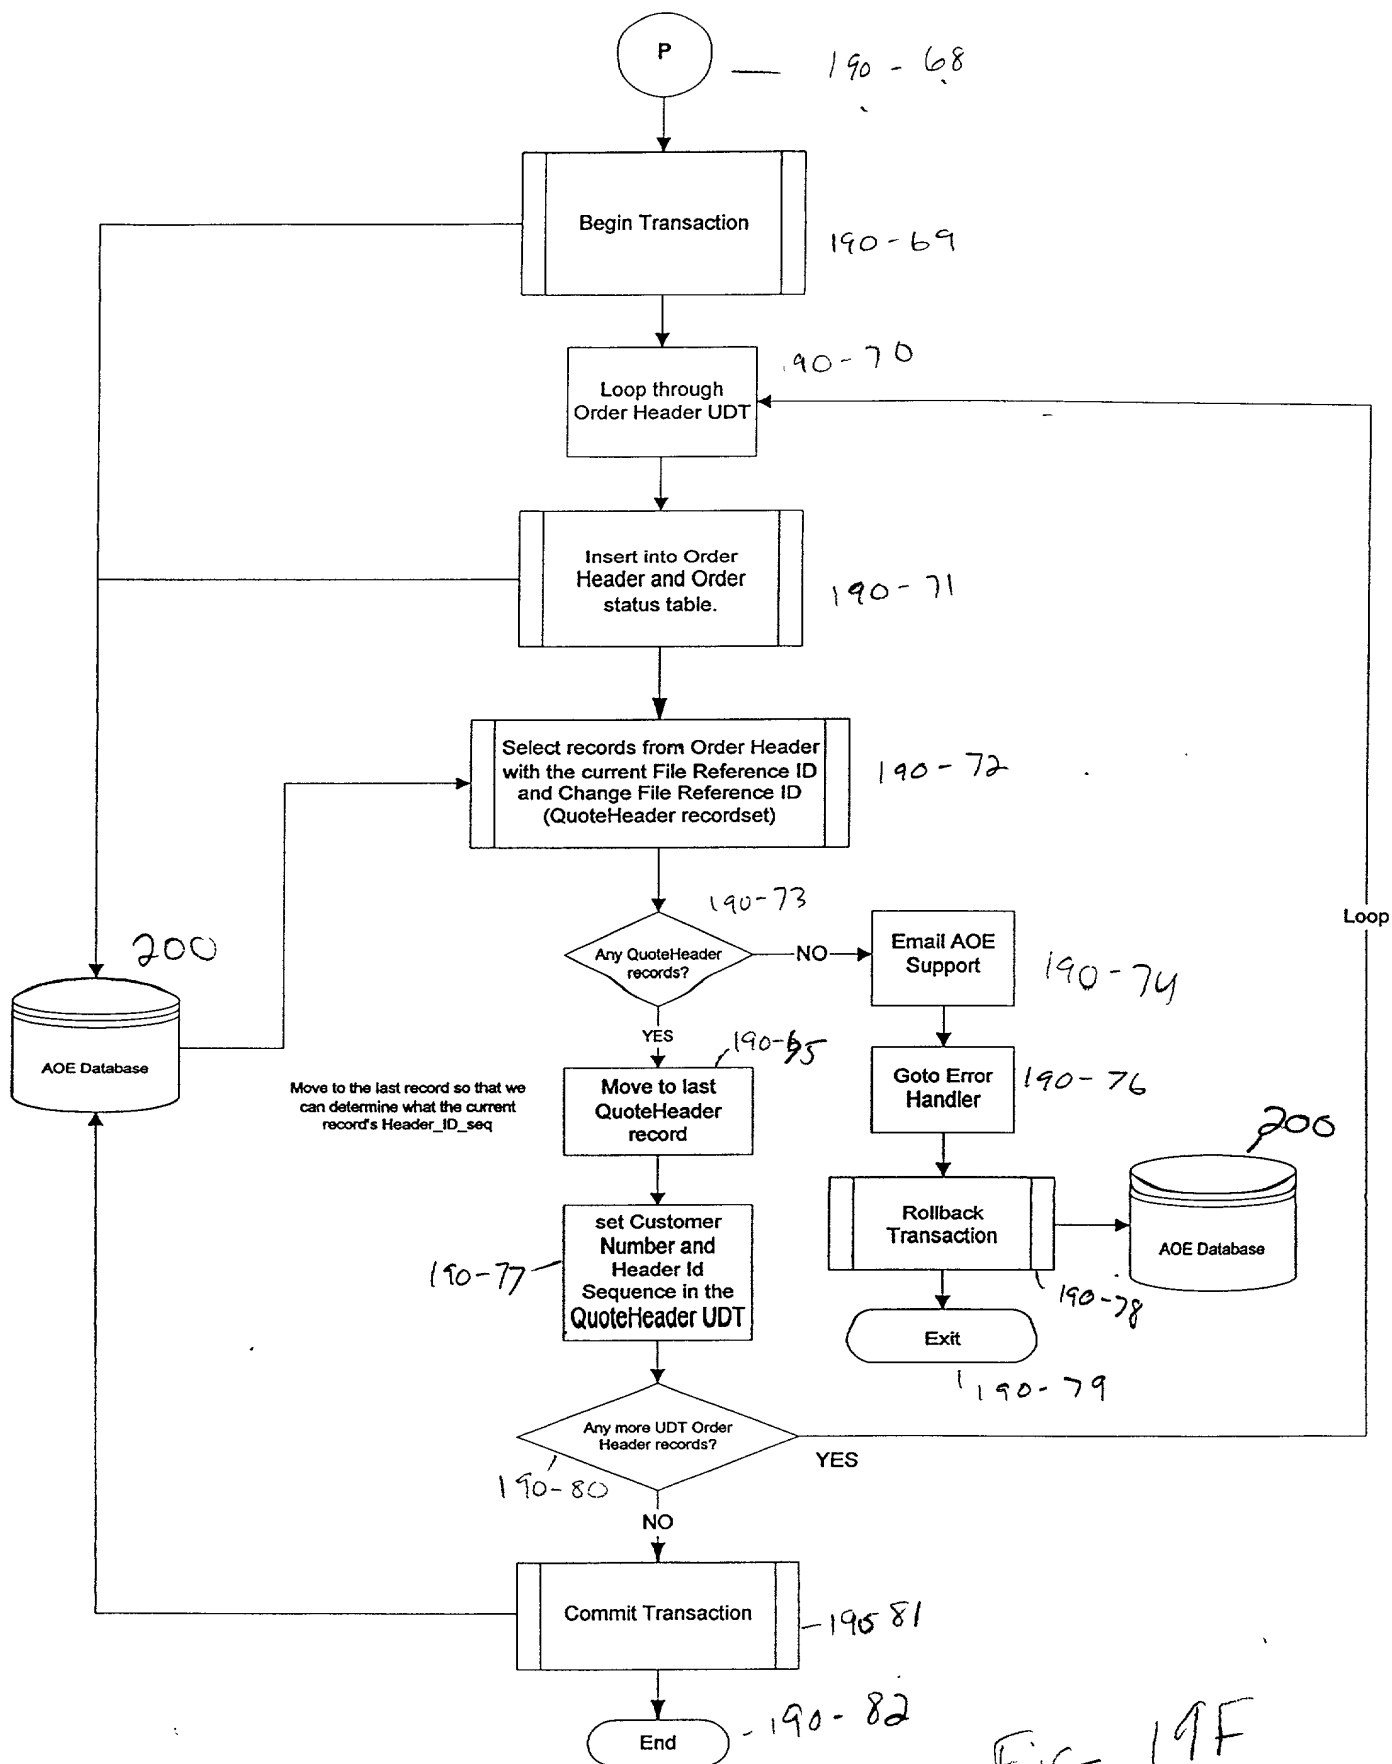 P
190-68
Begin Transaction
190-69
Loop through
Order Header UDT
190-70
Insert into Order
Header and Order
status table.
190-71
Select records from Order Header
with the current File Reference ID
and Change File Reference ID
(QuoteHeader recordset)
190-72
190-73
Any QuoteHeader
records?
NO
Email AOE
Support
190-74
Loop
200
AOE Database
YES
Move to the last record so that we
can determine what the current
record's Header_ID_seq
Move to last
QuoteHeader
record
Goto Error
Handler
190-76
200
AOE Database
Rollback
Transaction
190-78
set Customer
Number and
Header Id
Sequence in the
QuoteHeader UDT
190-77
Exit
190-79
Any more UDT Order
Header records?
190-80
YES
NO
Commit Transaction
190 81
End
190-82
Fig 19F